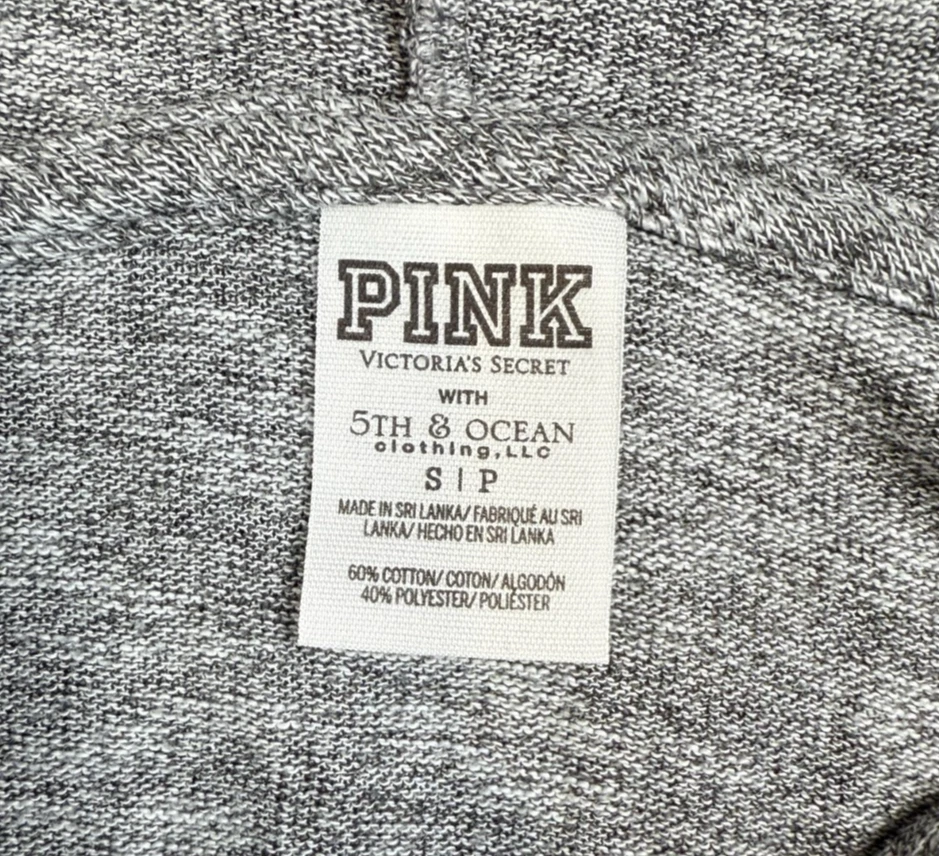 PINK
VICTORIA'S SECRET
WITH
5TH & OCEAN
clothing,LLC
S | P
MADE IN SRI LANKA/ FABRIQUÉ AU SRI
LANKA/ HECHO EN SRI LANKA
60% COTTON/ COTON/ ALGODÓN
40% POLYESTER/ POLIÉSTER